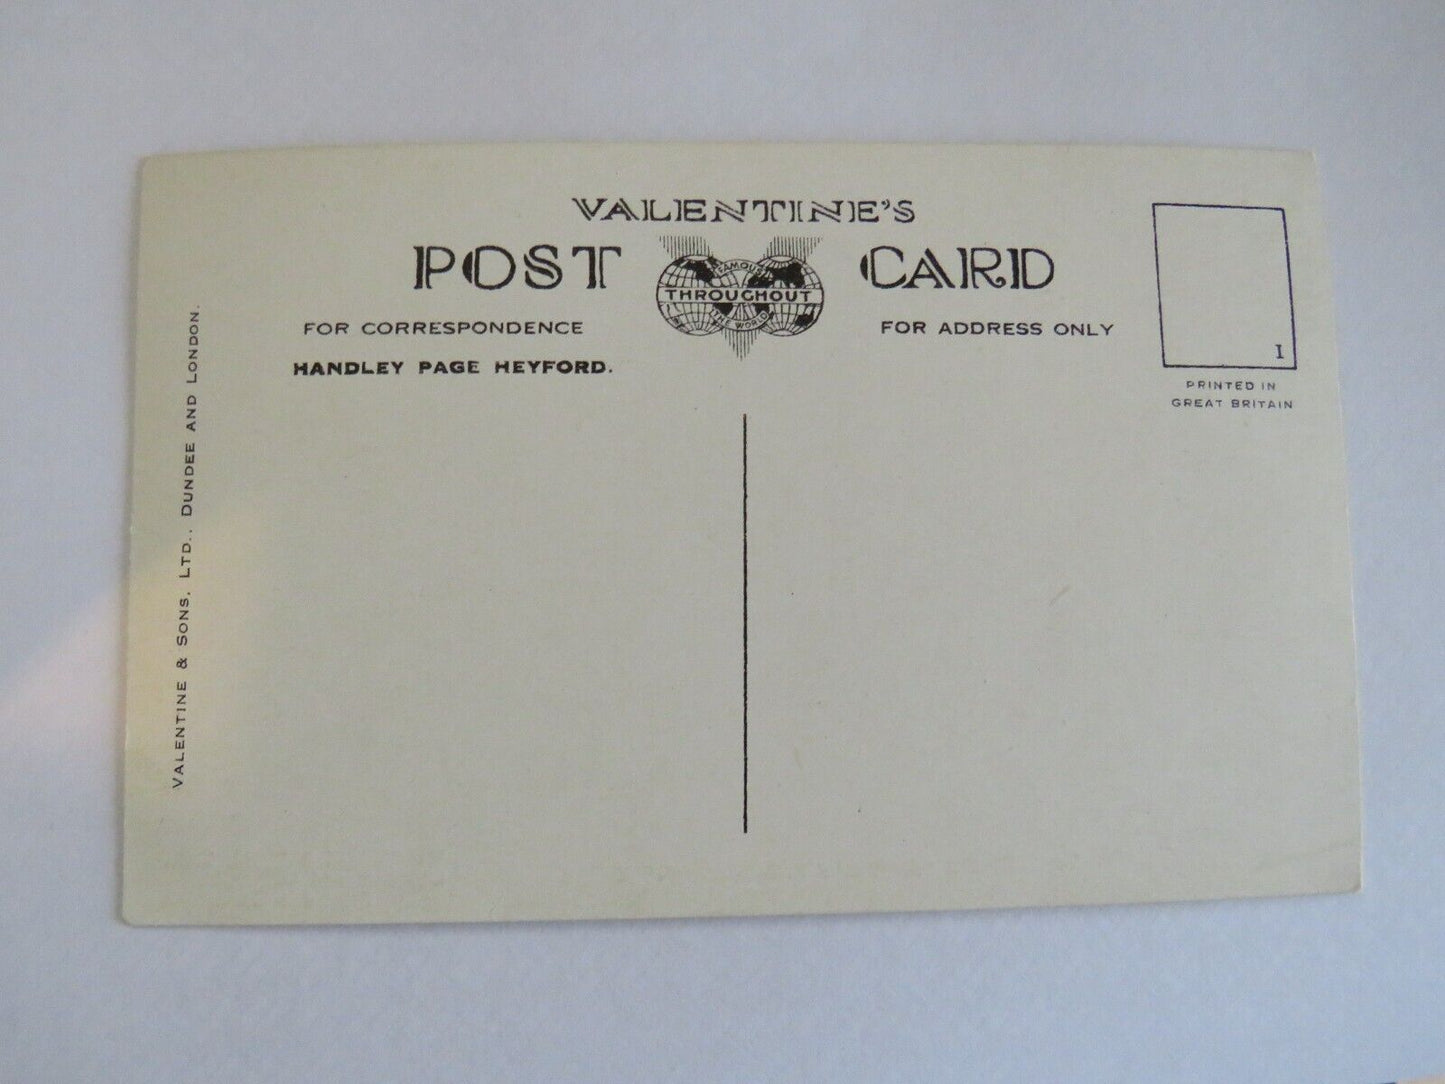 VALENTINE'S
POST CARD
FAMOUS
THROUGHOUT
THE WORLD
FOR CORRESPONDENCE
FOR ADDRESS ONLY
HANDLEY PAGE HEYFORD.
1
PRINTED IN
GREAT BRITAIN
VALENTINE & SONS, LTD., DUNDEE AND LONDON.